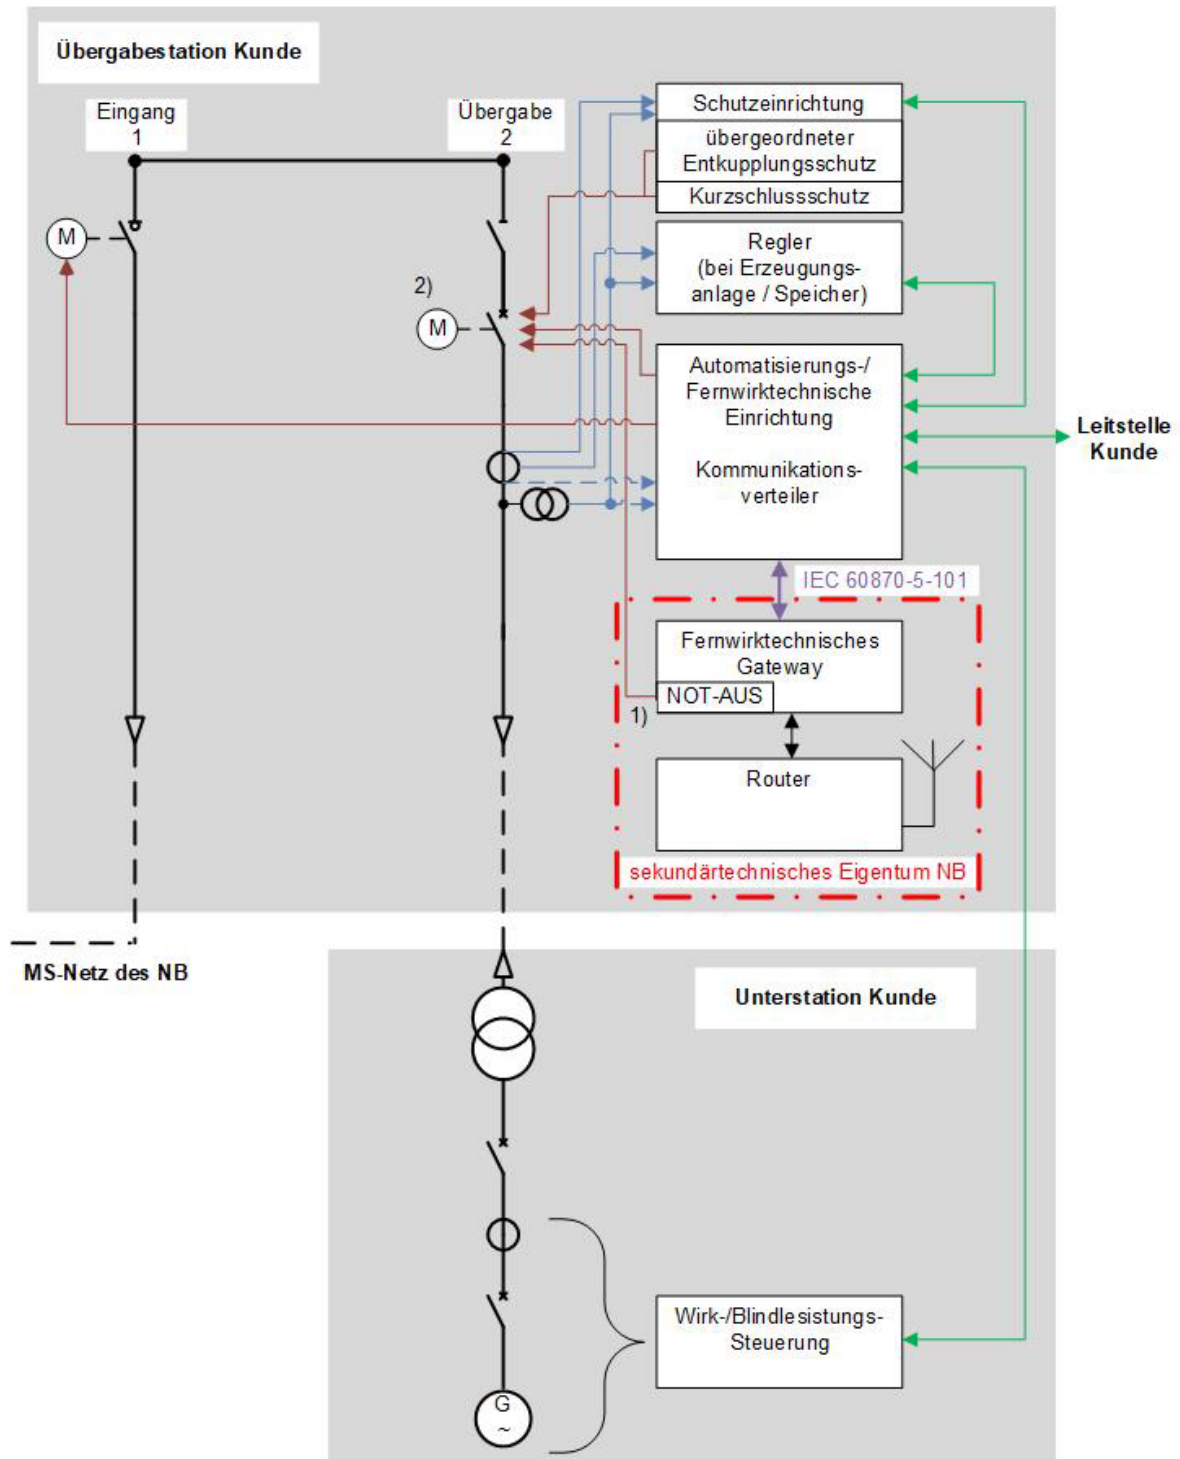 Übergabestation Kunde
Eingang
1
Übergabe
2
Schutzeinrichtung
übergeordneter
Entkupplungsschutz
Kurzschlussschutz
Regler
(bei Erzeugungs-
anlage / Speicher)
M
2)
M
Automatisierungs-/
Fernwirktechnische
Einrichtung
Kommunikations-
verteiler
Leitstelle
Kunde
IEC 60870-5-101
Fernwirktechnisches
Gateway
NOT-AUS
1)
Router
sekundärtechnisches Eigentum NB
MS-Netz des NB
Unterstation Kunde
Wirk-/Blindlesistungs-
Steuerung
G
~